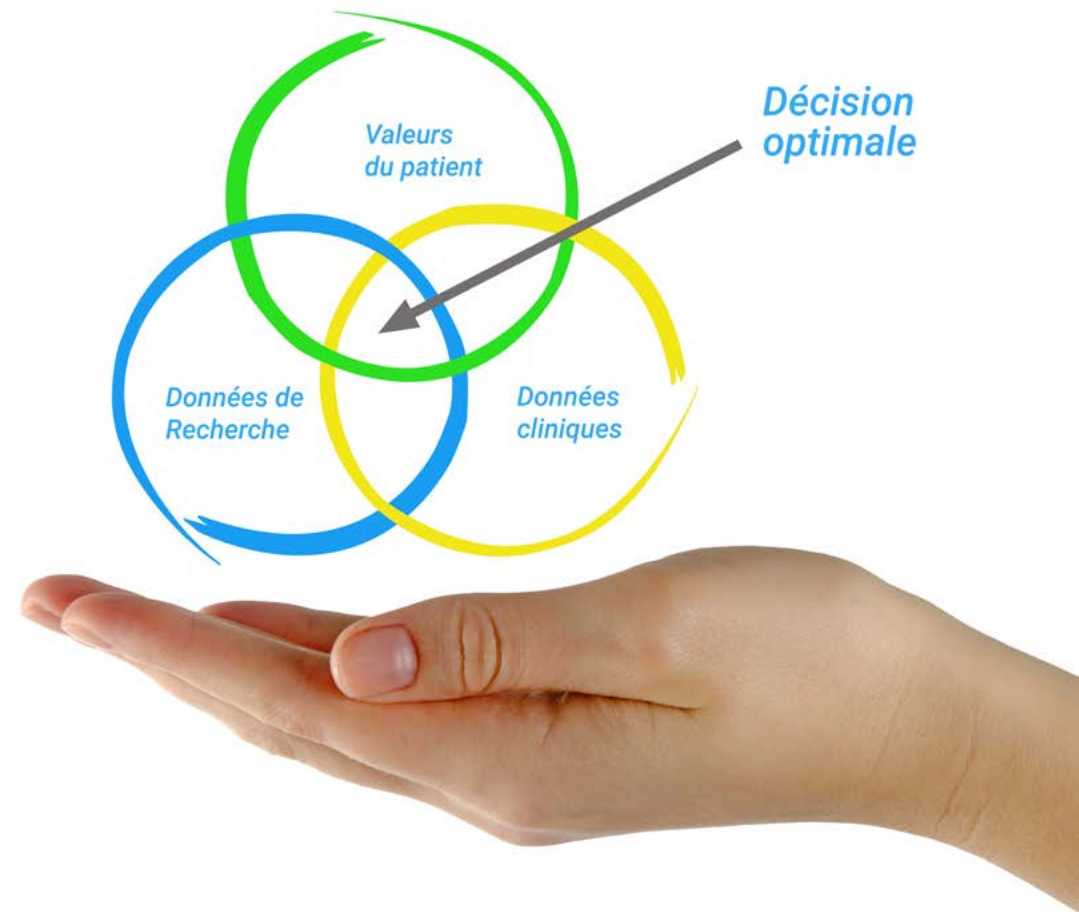 Décision
optimale
Valeurs
du patient
Données de
Recherche
Données
cliniques